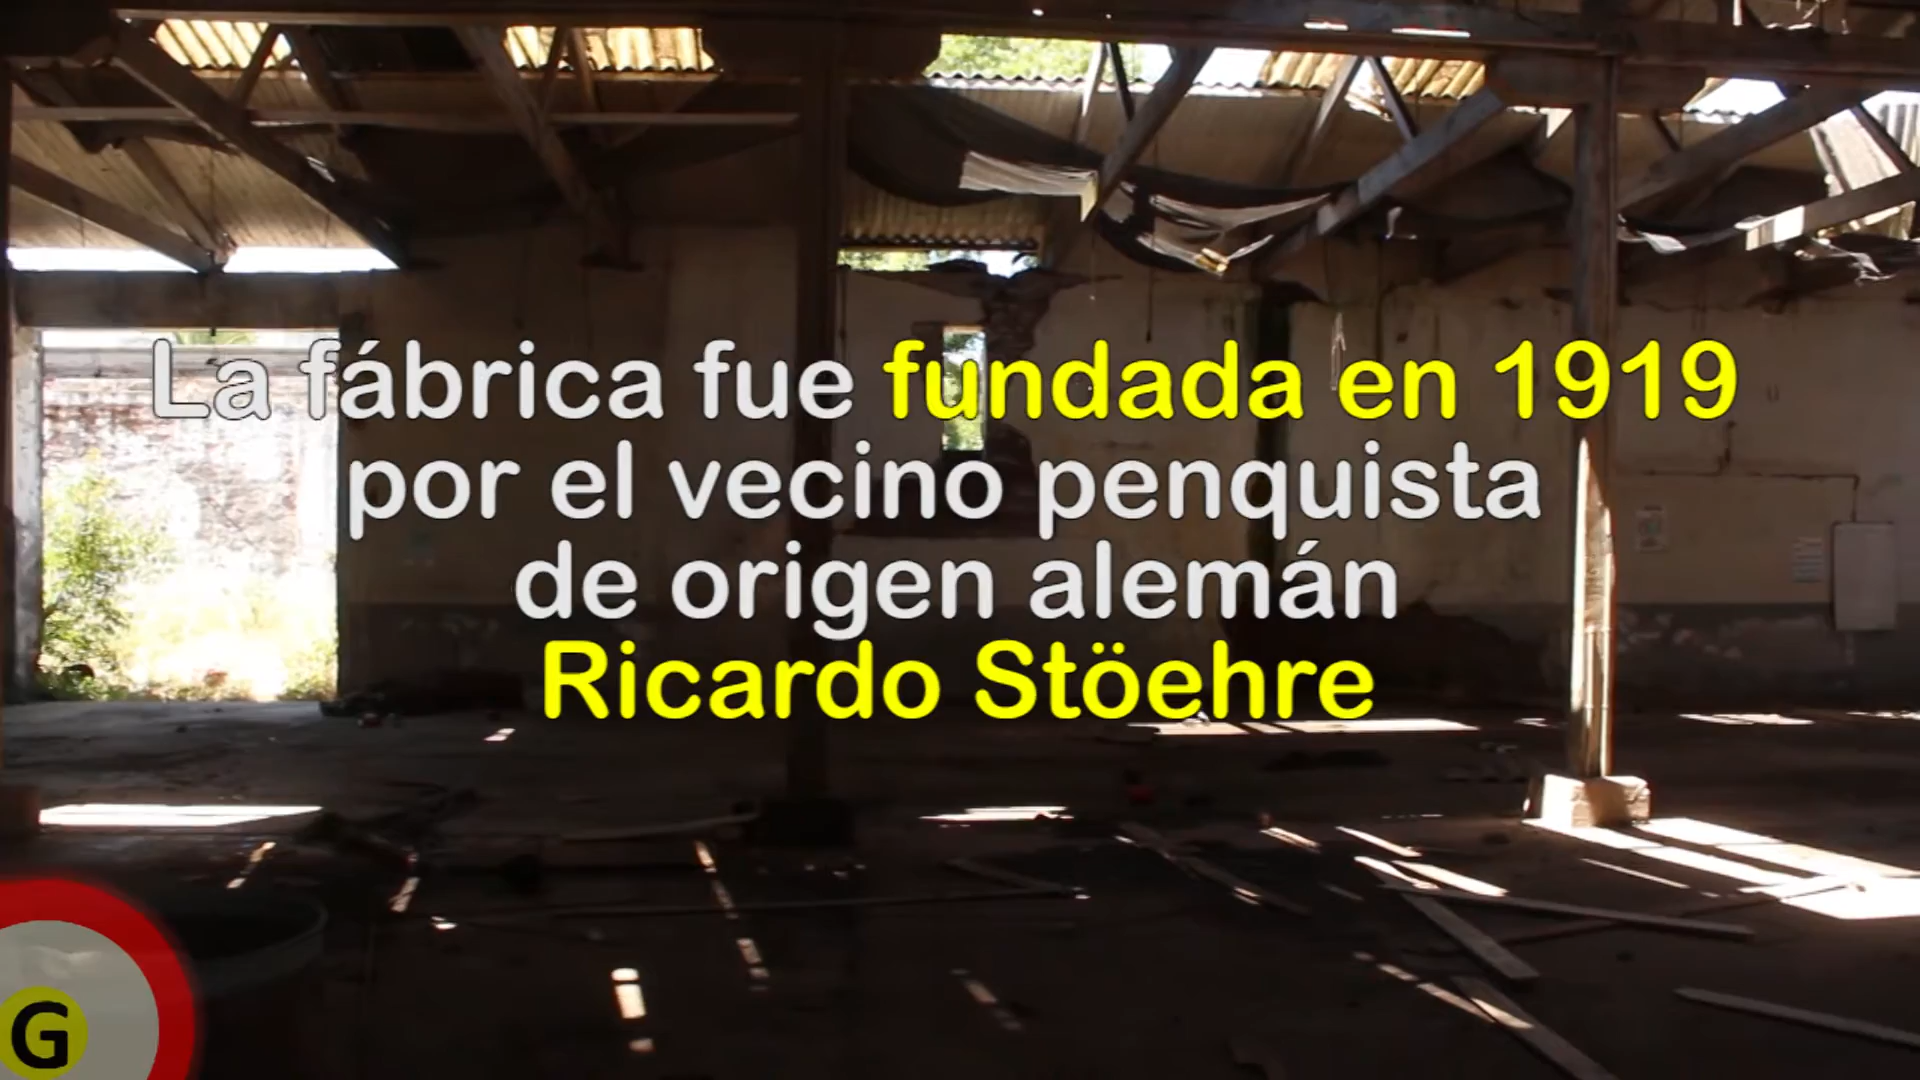 La fábrica fue fundada en 1919
por el vecino penquista
de origen alemán
Ricardo Stöehre
G